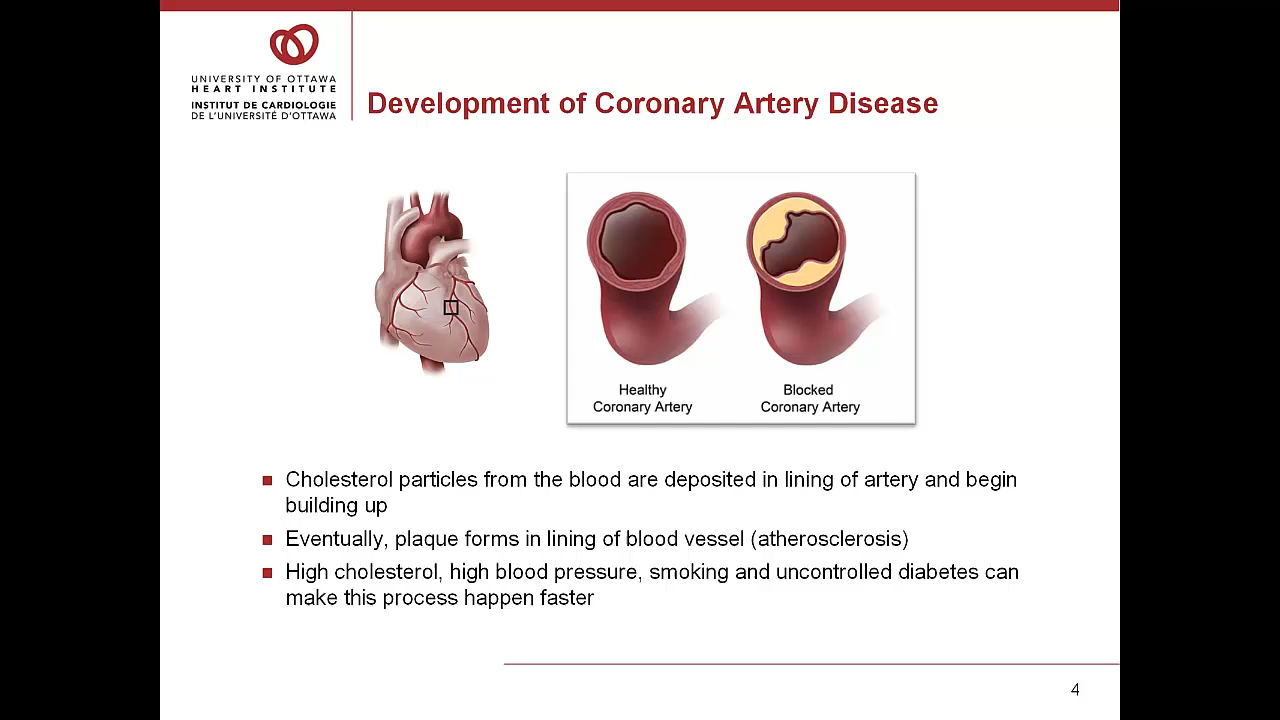 UNIVERSITY OF OTTAWA
HEART INSTITUTE
INSTITUT DE CARDIOLOGIE
DE L'UNIVERSITÉ D'OTTAWA
Development of Coronary Artery Disease
Healthy
Coronary Artery
Blocked
Coronary Artery
Cholesterol particles from the blood are deposited in lining of artery and begin
building up
Eventually, plaque forms in lining of blood vessel (atherosclerosis)
High cholesterol, high blood pressure, smoking and uncontrolled diabetes can
make this process happen faster
4